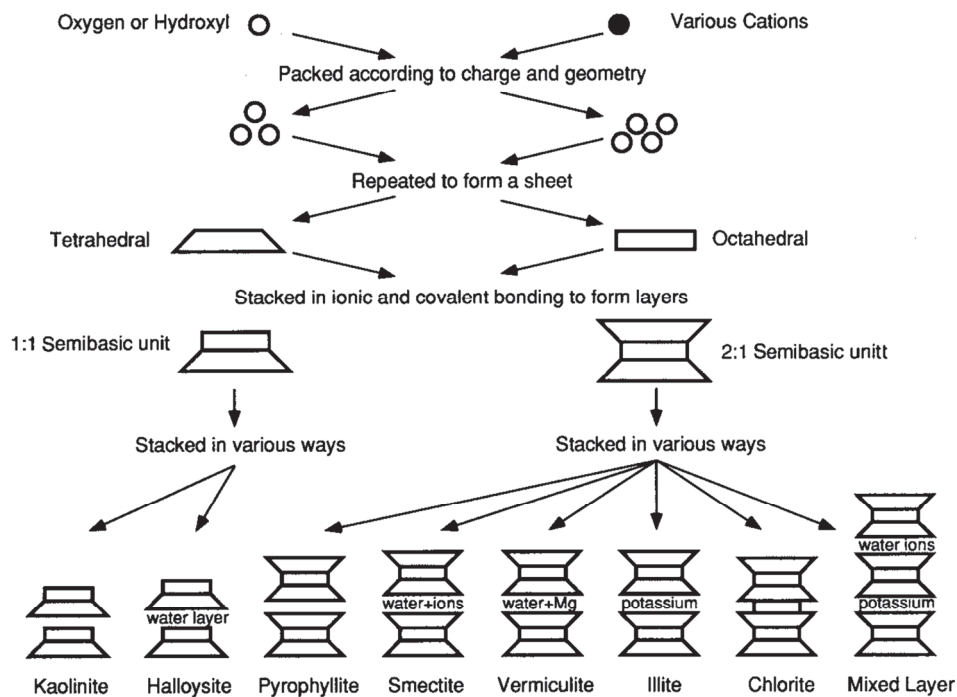 Oxygen or Hydroxyl
Various Cations
Packed according to charge and geometry
Repeated to form a sheet
Tetrahedral
Octahedral
Stacked in ionic and covalent bonding to form layers
1:1 Semibasic unit
2:1 Semibasic unitt
Stacked in various ways
Stacked in various ways
water ions
water layer
water+ions
water+Mg
potassium
potassium
Kaolinite
Halloysite
Pyrophyllite
Smectite
Vermiculite
Illite
Chlorite
Mixed Layer